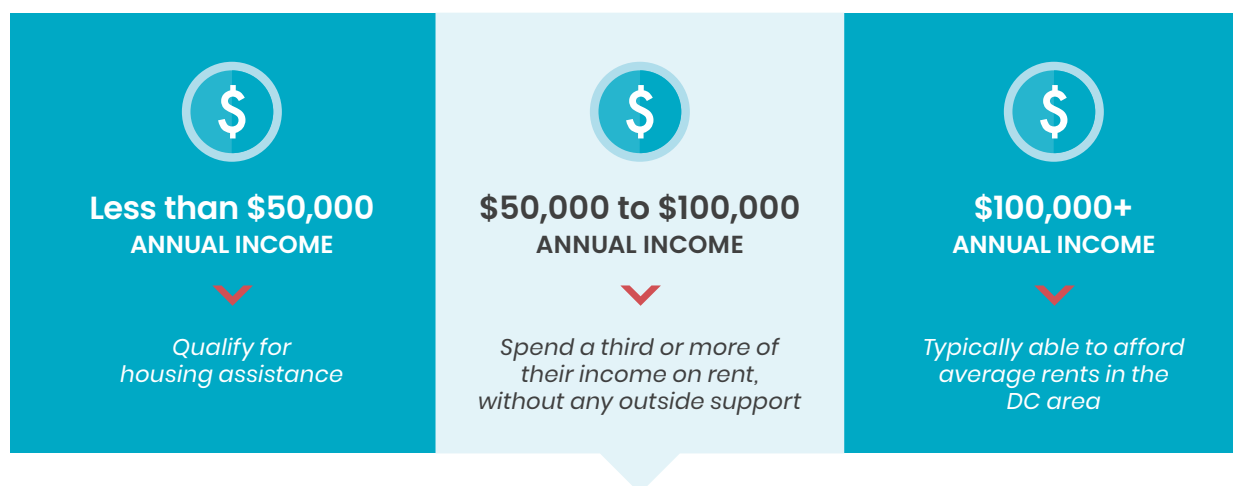 $
Less than $50,000
ANNUAL INCOME
Qualify for
housing assistance
$
$50,000 to $100,000
ANNUAL INCOME
Spend a third or more of
their income on rent,
without any outside support
$
$100,000+
ANNUAL INCOME
Typically able to afford
average rents in the
DC area